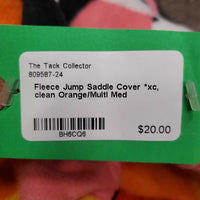 The Tack Collector
809587-24
Fleece Jump Saddle Cover *xc,
clean Orange/Multi Med
BH6CQ6
$20.00